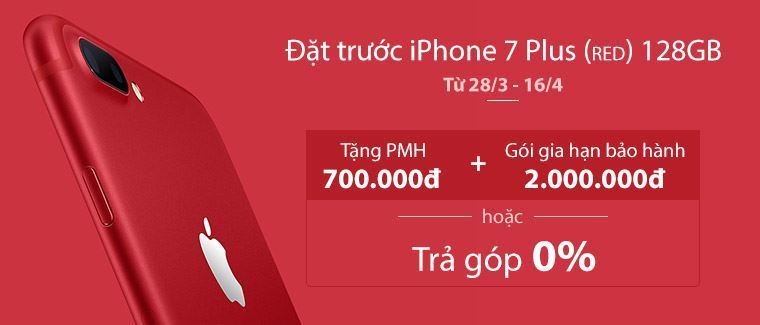 Đặt trước iPhone 7 Plus (RED) 128GB
Từ 28/3 - 16/4
Tặng PMH + Gói gia hạn bảo hành
700.000đ 2.000.000đ
hoặc
Trả góp 0%